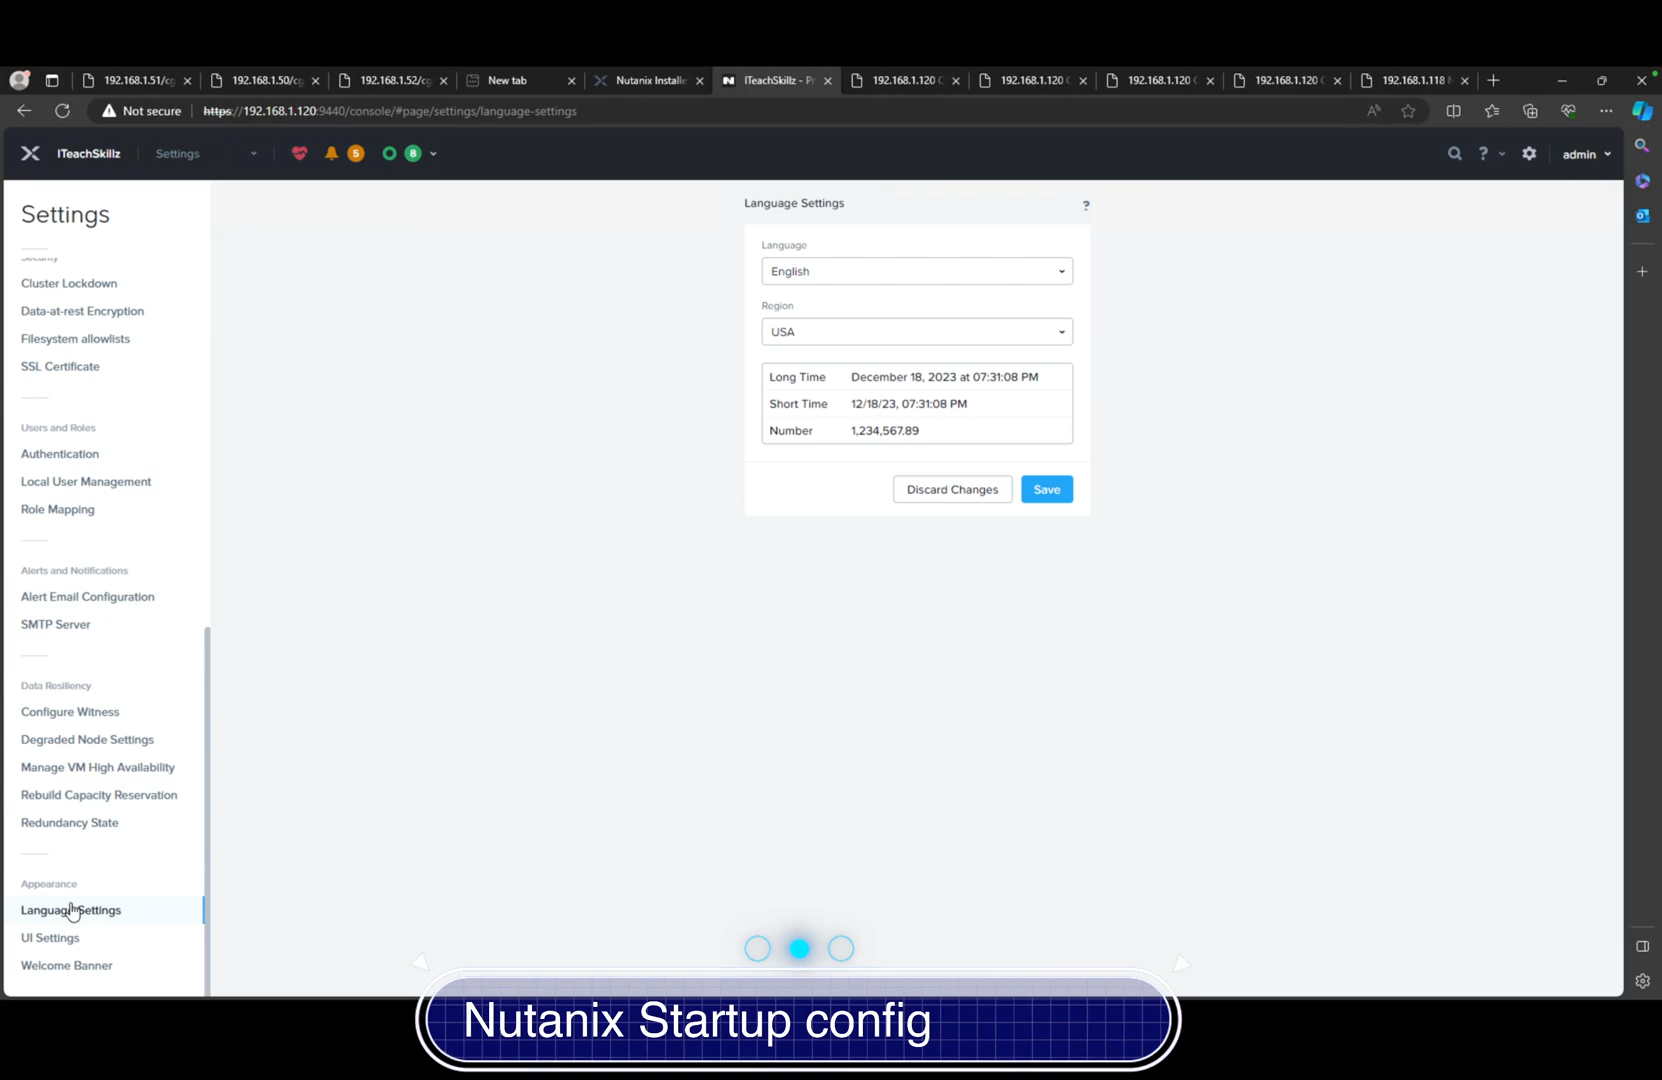 192.168.1.51/cg
192.168.1.50/cg
192.168.1.52/cg
New tab
Nutanix Installe
ITeachSkillz - Pr
192.168.1.120 C
192.168.1.120 C
192.168.1.120 C
192.168.1.120 C
192.168.1.118 N
Not secure
https://192.168.1.120:9440/console/#page/settings/language-settings
ITeachSkillz
Settings
5
8
?
admin
Settings
Security
Cluster Lockdown
Data-at-rest Encryption
Filesystem allowlists
SSL Certificate
Users and Roles
Authentication
Local User Management
Role Mapping
Alerts and Notifications
Alert Email Configuration
SMTP Server
Data Resiliency
Configure Witness
Degraded Node Settings
Manage VM High Availability
Rebuild Capacity Reservation
Redundancy State
Appearance
Language Settings
UI Settings
Welcome Banner
Language Settings
?
Language
English
Region
USA
Long Time December 18, 2023 at 07:31:08 PM
Short Time 12/18/23, 07:31:08 PM
Number 1,234,567.89
Discard Changes
Save
Nutanix Startup config